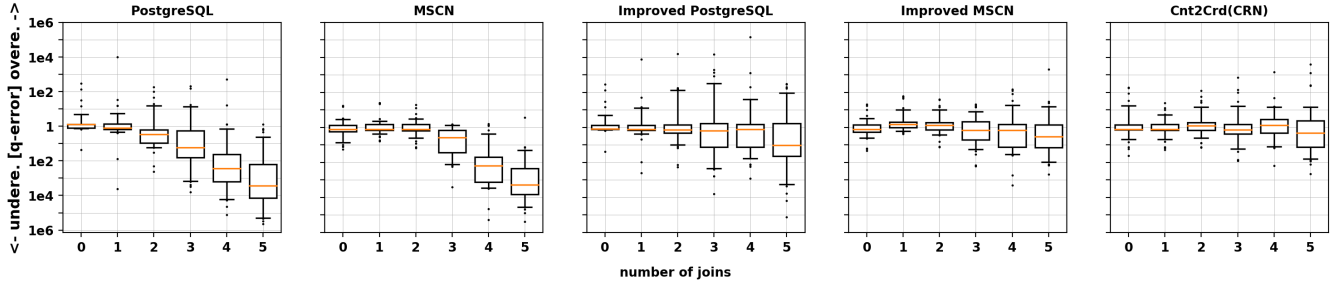 PostgreSQL
MSCN
Improved PostgreSQL
Improved MSCN
Cnt2Crd(CRN)
<- undere. [q-error] overe. ->
1e6
1e4
1e2
1
1e2
1e4
1e6
0 1 2 3 4 5
0 1 2 3 4 5
0 1 2 3 4 5
0 1 2 3 4 5
0 1 2 3 4 5
number of joins